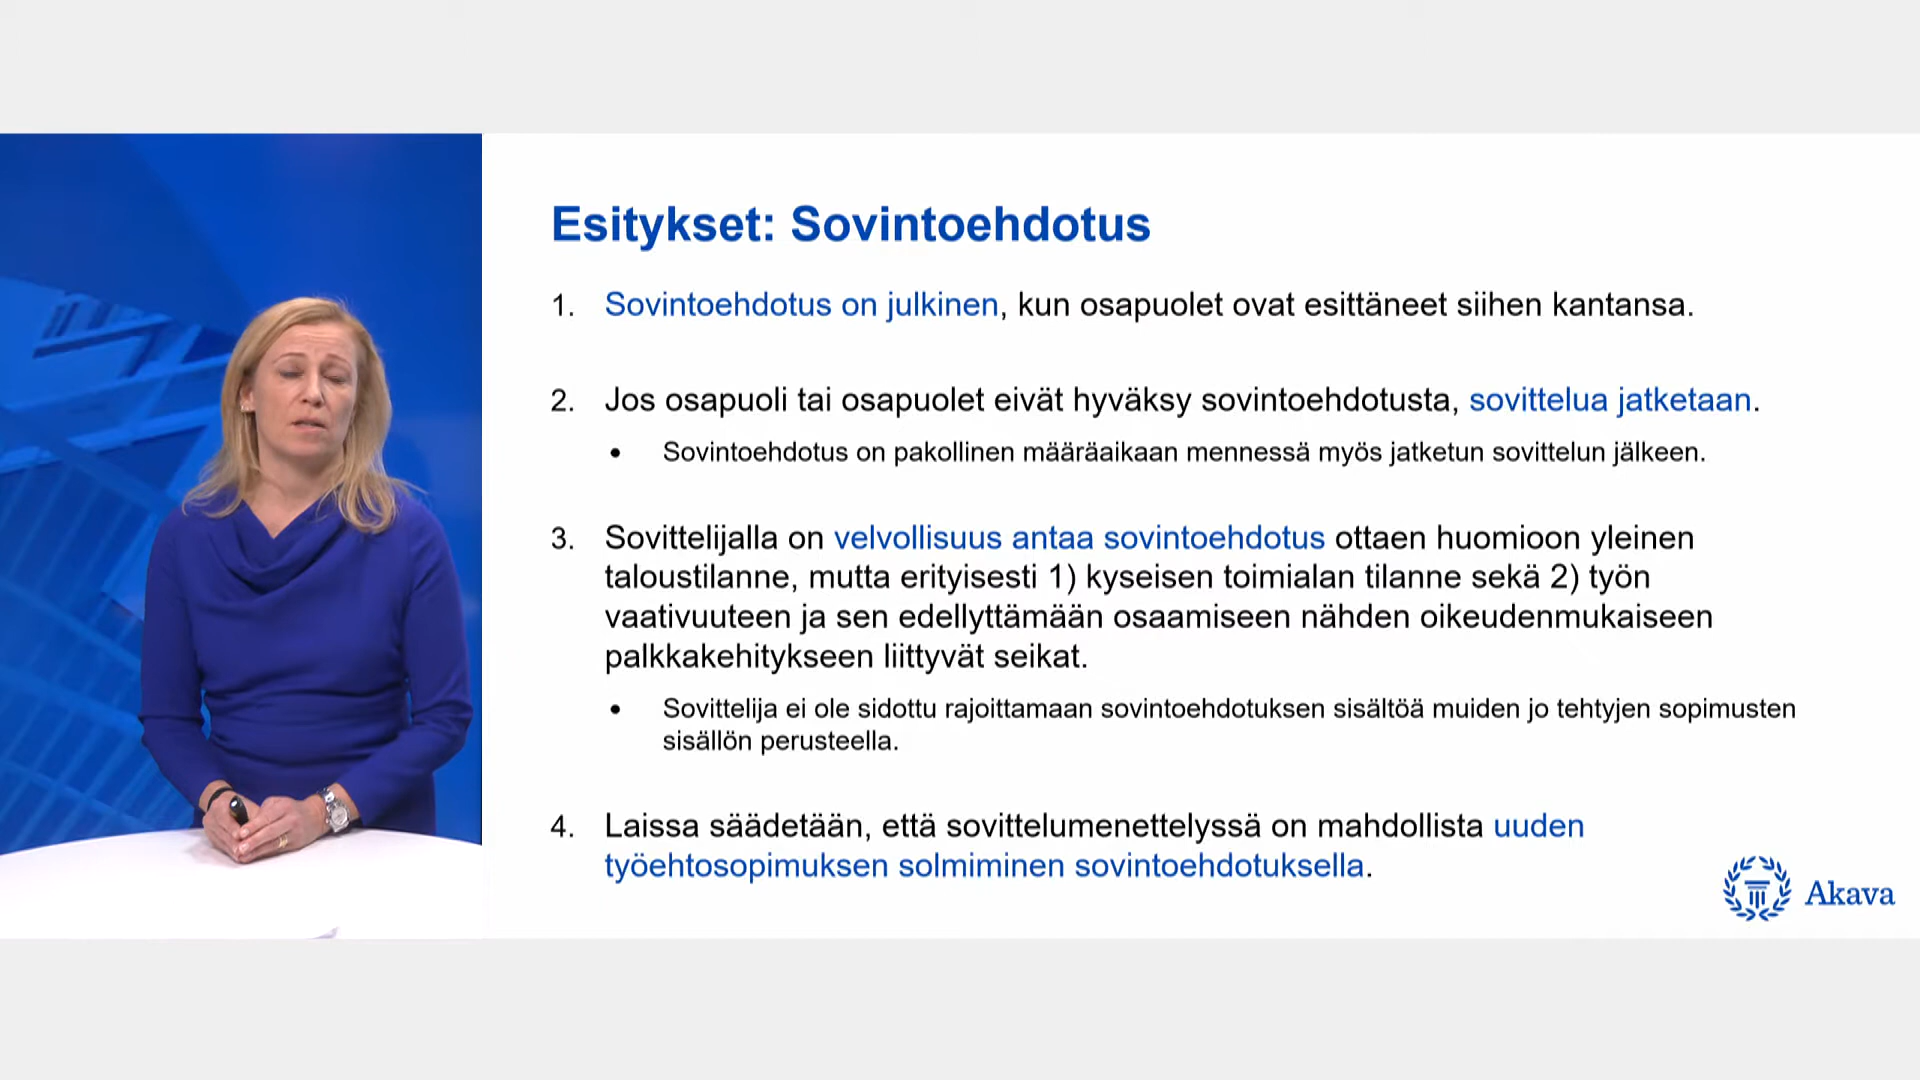 Esitykset: Sovintoehdotus
1. Sovintoehdotus on julkinen, kun osapuolet ovat esittäneet siihen kantansa.
2. Jos osapuoli tai osapuolet eivät hyväksy sovintoehdotusta, sovittelua jatketaan.
• Sovintoehdotus on pakollinen määräaikaan mennessä myös jatketun sovittelun jälkeen.
3. Sovittelijalla on velvollisuus antaa sovintoehdotus ottaen huomioon yleinen
taloustilanne, mutta erityisesti 1) kyseisen toimialan tilanne sekä 2) työn
vaativuuteen ja sen edellyttämään osaamiseen nähden oikeudenmukaiseen
palkkakehitykseen liittyvät seikat.
• Sovittelija ei ole sidottu rajoittamaan sovintoehdotuksen sisältöä muiden jo tehtyjen sopimusten
sisällön perusteella.
4. Laissa säädetään, että sovittelumenettelyssä on mahdollista uuden
työehtosopimuksen solmiminen sovintoehdotuksella.
Akava